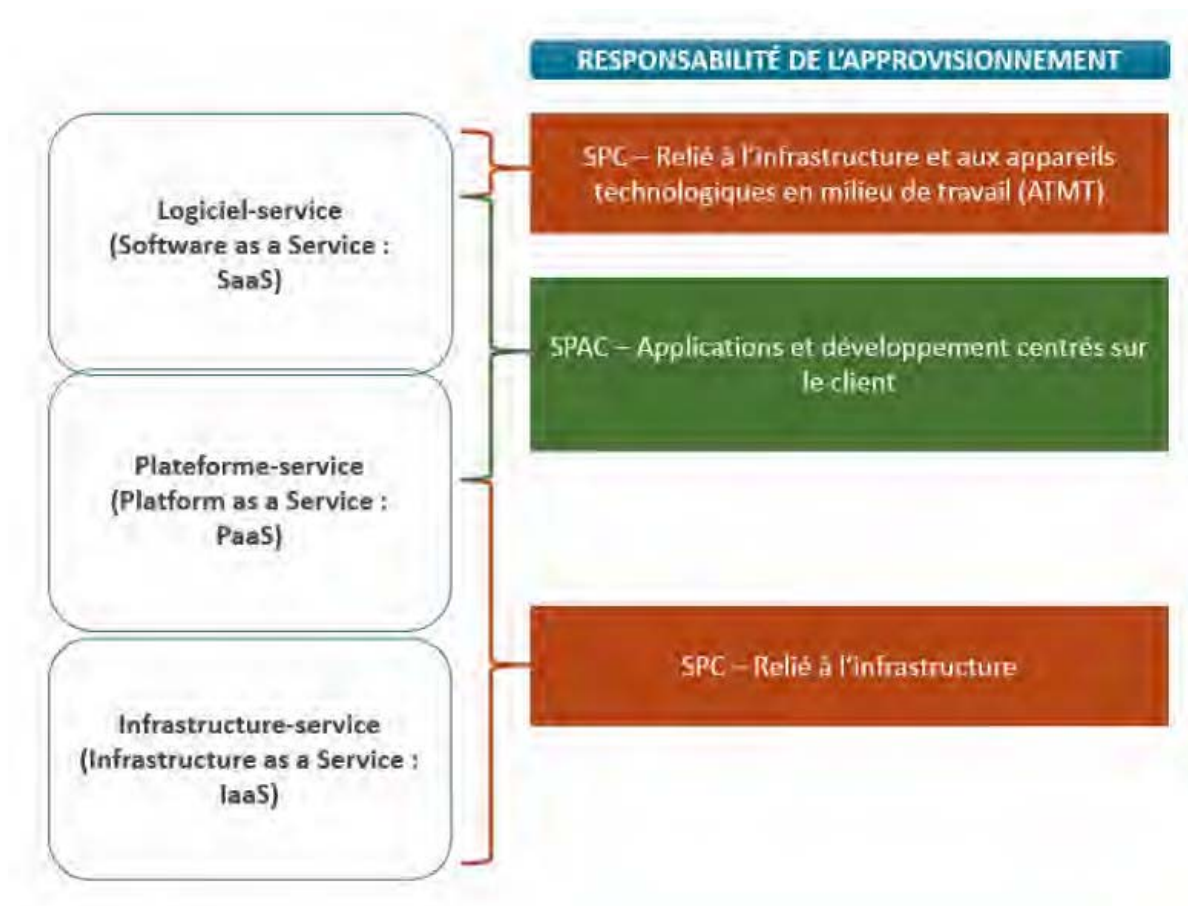 RESPONSABILITÉ DE L'APPROVISIONNEMENT
Logiciel-service
(Software as a Service :
SaaS)
SPC – Relié à l'infrastructure et aux appareils
technologiques en milieu de travail (ATMT)
SPAC – Applications et développement centrés sur
le client
Plateforme-service
(Platform as a Service :
PaaS)
SPC – Relié à l'infrastructure
Infrastructure-service
(Infrastructure as a Service :
IaaS)